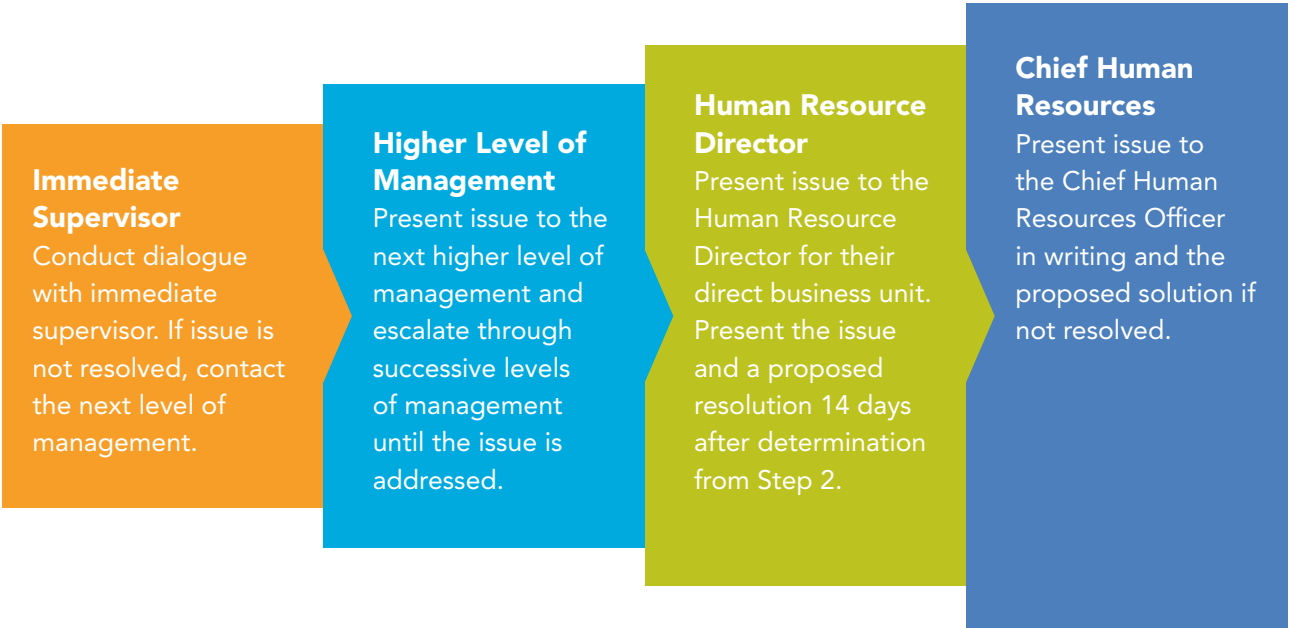 Immediate
Supervisor
Conduct dialogue
with immediate
supervisor. If issue is
not resolved, contact
the next level of
management.
Higher Level of
Management
Present issue to the
next higher level of
management and
escalate through
successive levels
of management
until the issue is
addressed.
Human Resource
Director
Present issue to the
Human Resource
Director for their
direct business unit.
Present the issue
and a proposed
resolution 14 days
after determination
from Step 2.
Chief Human
Resources
Present issue to
the Chief Human
Resources Officer
in writing and the
proposed solution if
not resolved.